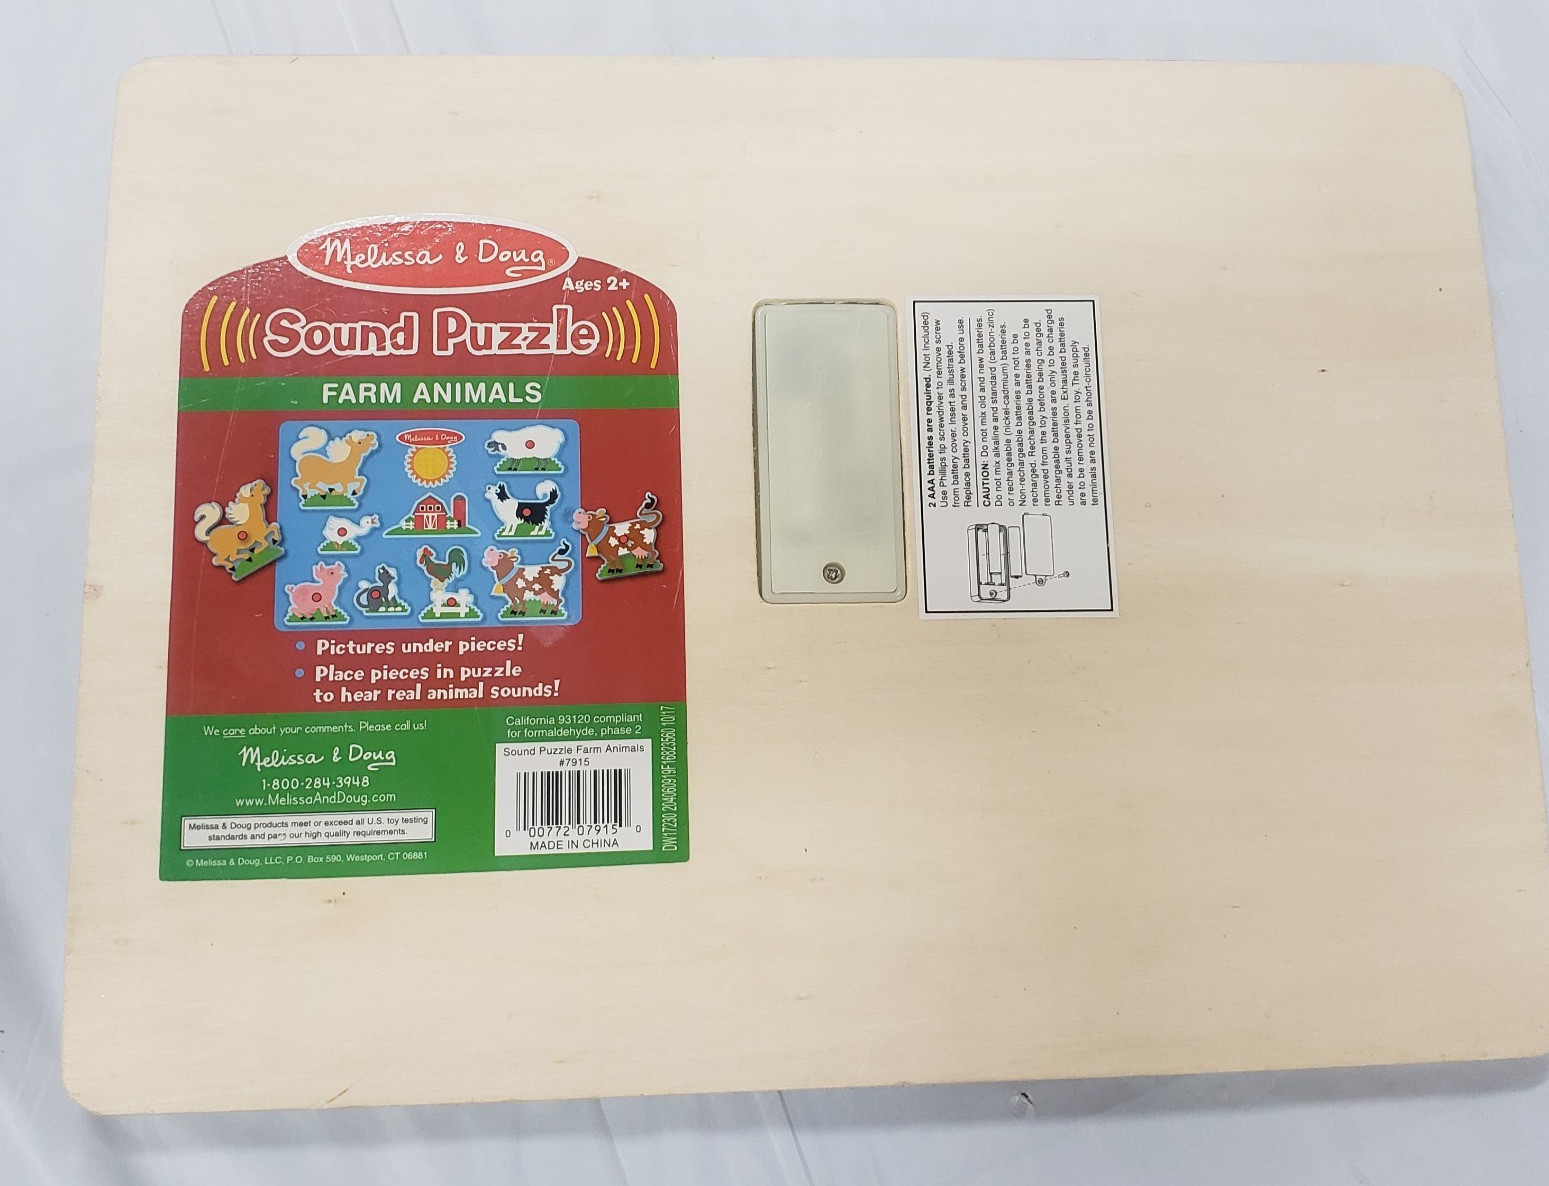 Melissa & Doug®
Ages 2+
Sound Puzzle
FARM ANIMALS
Melissa & Doug
• Pictures under pieces!
• Place pieces in puzzle
to hear real animal sounds!
We care about your comments. Please call us!
Melissa & Doug
1-800-284-3948
www.MelissaAndDoug.com
Melissa & Doug products meet or exceed all U.S. toy testing
standards and pass our high quality requirements.
© Melissa & Doug, LLC, P.O. Box 590, Westport, CT 06881
California 93120 compliant
for formaldehyde, phase 2
Sound Puzzle Farm Animals
#7915
0 00772 07915 0
MADE IN CHINA
DW17230 204060919F16823560 10/17
2 AAA batteries are required. (Not Included)
Use Phillips tip screwdriver to remove screw
from battery cover. Insert as illustrated.
Replace battery cover and screw before use.
CAUTION: Do not mix old and new batteries.
Do not mix alkaline and standard (carbon-zinc)
or rechargeable (nickel-cadmium) batteries.
Non-rechargeable batteries are not to be
recharged. Rechargeable batteries are to be
removed from the toy before being charged.
Rechargeable batteries are only to be charged
under adult supervision. Exhausted batteries
are to be removed from toy. The supply
terminals are not to be short-circuited.